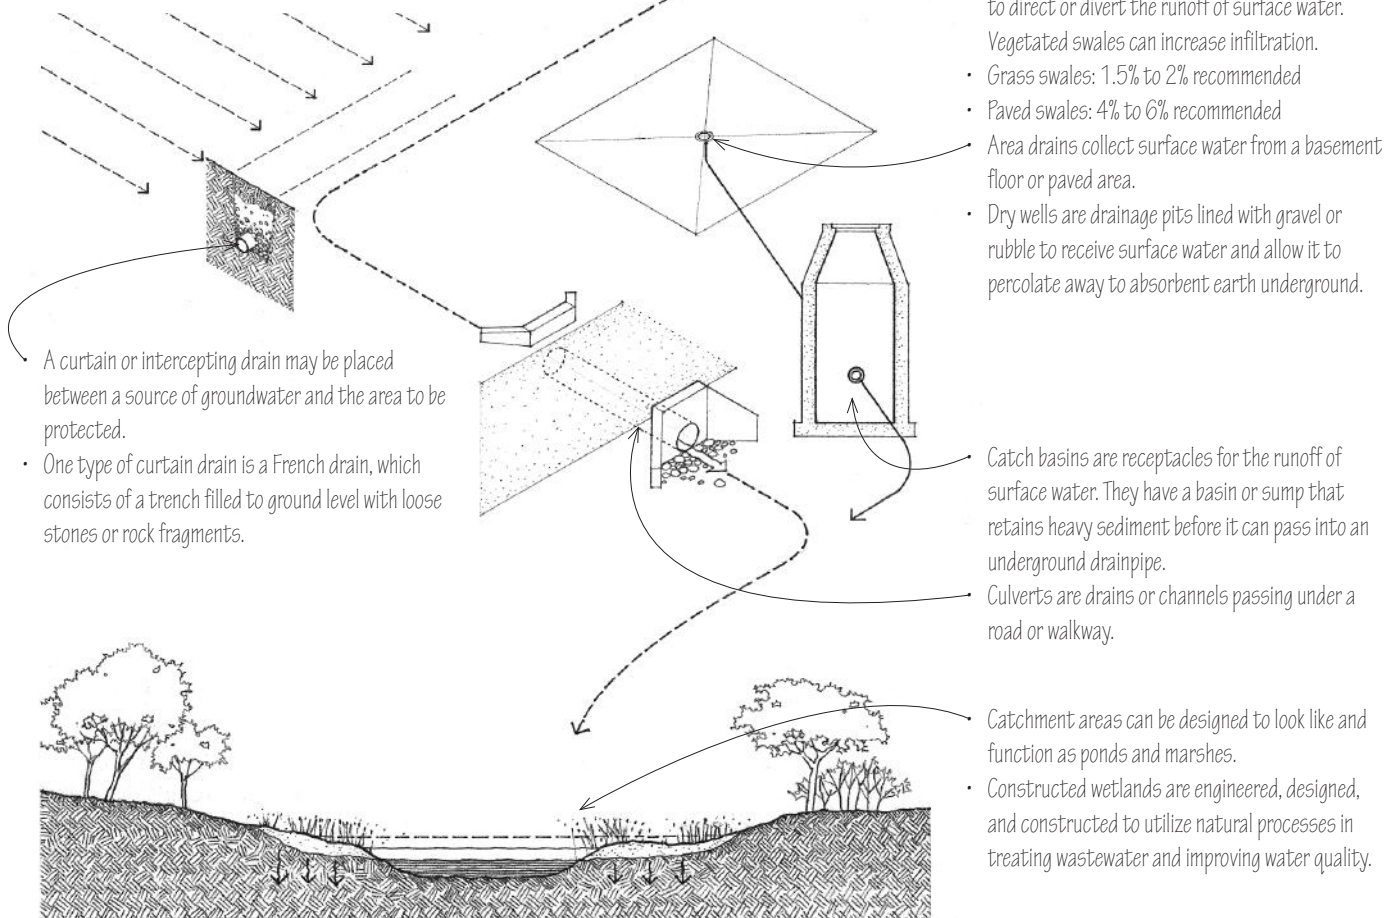 to direct or divert the runoff of surface water.
Vegetated swales can increase infiltration.
• Grass swales: 1.5% to 2% recommended
• Paved swales: 4% to 6% recommended
• Area drains collect surface water from a basement
floor or paved area.
• Dry wells are drainage pits lined with gravel or
rubble to receive surface water and allow it to
percolate away to absorbent earth underground.
• A curtain or intercepting drain may be placed
between a source of groundwater and the area to be
protected.
• One type of curtain drain is a French drain, which
consists of a trench filled to ground level with loose
stones or rock fragments.
• Catch basins are receptacles for the runoff of
surface water. They have a basin or sump that
retains heavy sediment before it can pass into an
underground drainpipe.
• Culverts are drains or channels passing under a
road or walkway.
• Catchment areas can be designed to look like and
function as ponds and marshes.
• Constructed wetlands are engineered, designed,
and constructed to utilize natural processes in
treating wastewater and improving water quality.